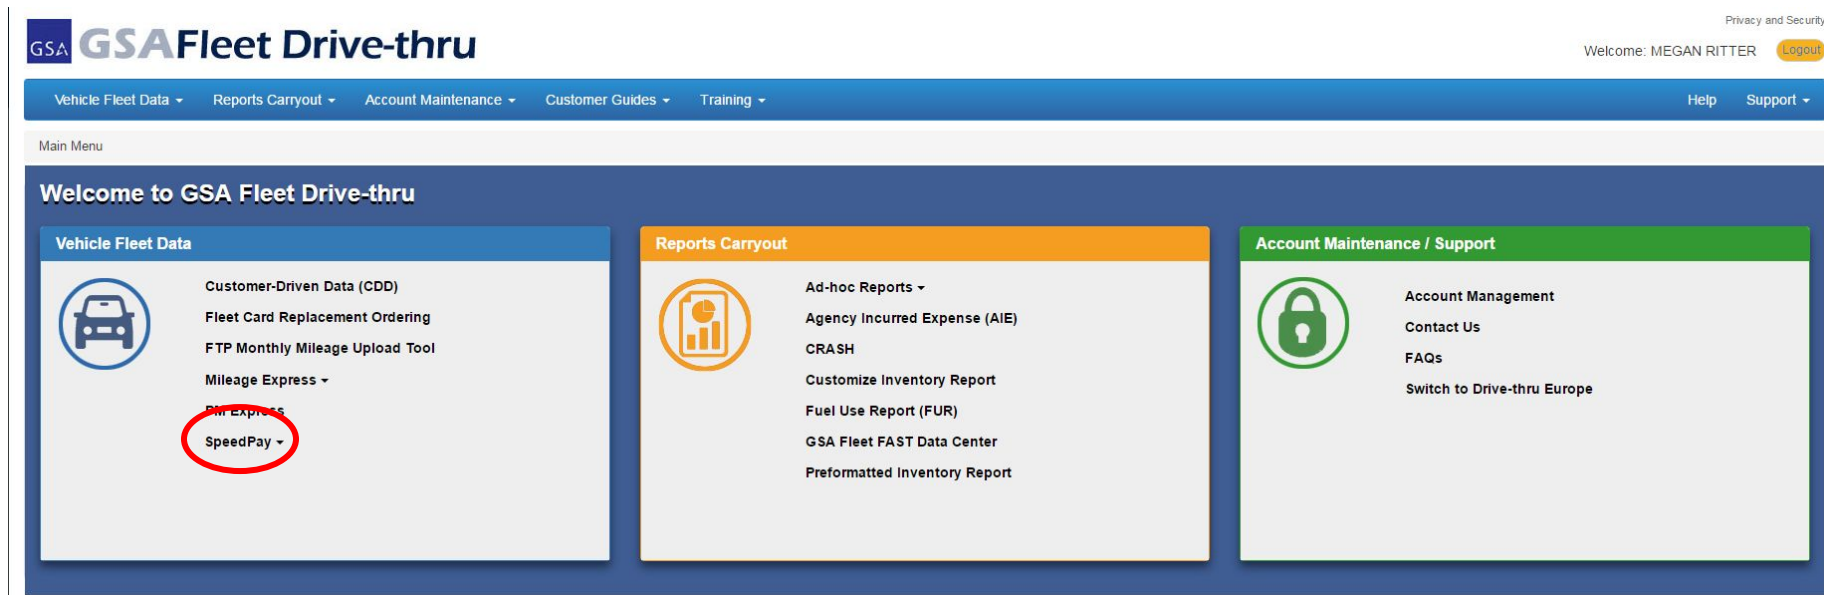 Privacy and Security
GSA GSAFleet Drive-thru
Welcome: MEGAN RITTER Logout
Vehicle Fleet Data Reports Carryout Account Maintenance Customer Guides Training Help Support
Main Menu
Welcome to GSA Fleet Drive-thru
Vehicle Fleet Data
Customer-Driven Data (CDD)
Fleet Card Replacement Ordering
FTP Monthly Mileage Upload Tool
Mileage Express
PM Express
SpeedPay
Reports Carryout
Ad-hoc Reports
Agency Incurred Expense (AIE)
CRASH
Customize Inventory Report
Fuel Use Report (FUR)
GSA Fleet FAST Data Center
Preformatted Inventory Report
Account Maintenance / Support
Account Management
Contact Us
FAQs
Switch to Drive-thru Europe